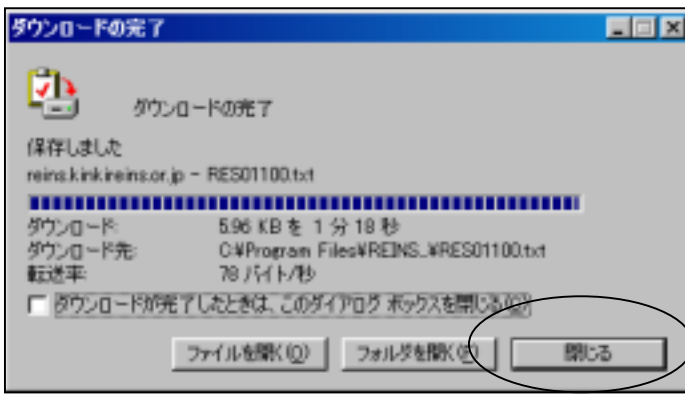 ダウンロードの完了
ダウンロードの完了
保存しました
reins.kinkireins.or.jp - RES01100.txt
ダウンロード: 5.96 KB を 1 分 18 秒
ダウンロード先: C:¥Program Files¥REINS_¥RES01100.txt
転送率: 78 バイト/秒
ダウンロードが完了したときは、このダイアログ ボックスを閉じる(C)
ファイルを開く(O) フォルダを開く(F) 閉じる